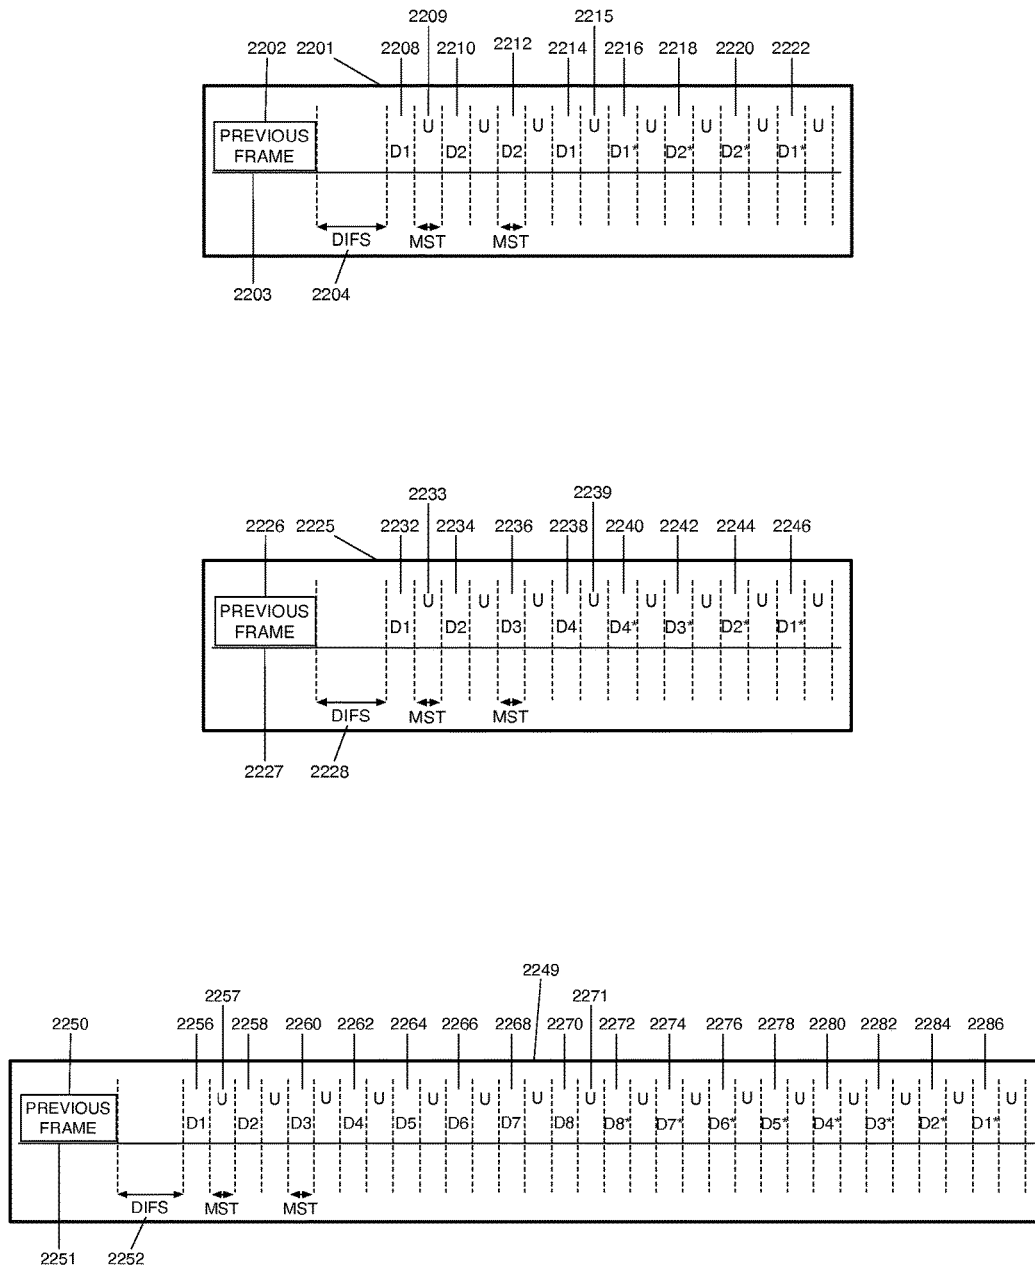 2209 2215
2202 2201 2208 2210 2212 2214 2216 2218 2220 2222
U U U U U U U U
PREVIOUS
FRAME
D1 D2 D2 D1 D1* D2* D2* D1*
DIFS MST MST
2203 2204
2233 2239
2226 2225 2232 2234 2236 2238 2240 2242 2244 2246
U U U U U U U U
PREVIOUS
FRAME
D1 D2 D3 D4 D4* D3* D2* D1*
DIFS MST MST
2227 2228
2249
2257 2271
2250 2256 2258 2260 2262 2264 2266 2268 2270 2272 2274 2276 2278 2280 2282 2284 2286
U U U U U U U U U U U U U U U U
PREVIOUS
FRAME
D1 D2 D3 D4 D5 D6 D7 D8 D8* D7* D6* D5* D4* D3* D2* D1*
DIFS MST MST
2251 2252